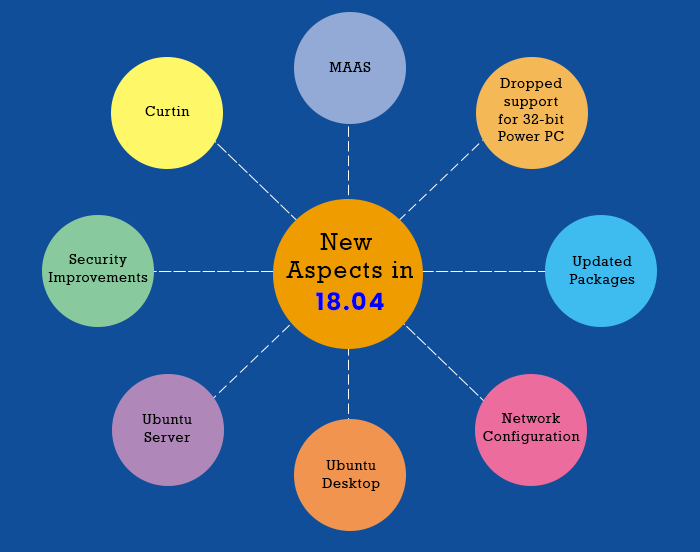 MAAS
Dropped
support
for 32-bit
Power PC
Curtin
New
Aspects in
18.04
Security
Improvements
Updated
Packages
Ubuntu
Server
Network
Configuration
Ubuntu
Desktop